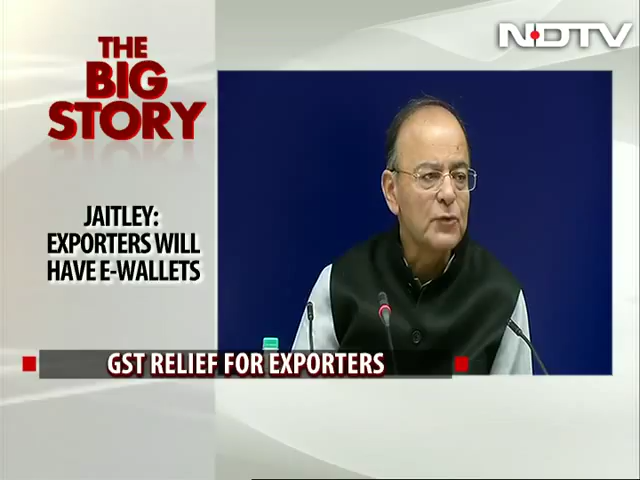 NDTV
THE
BIG
STORY
JAITLEY:
EXPORTERS WILL
HAVE E-WALLETS
GST RELIEF FOR EXPORTERS